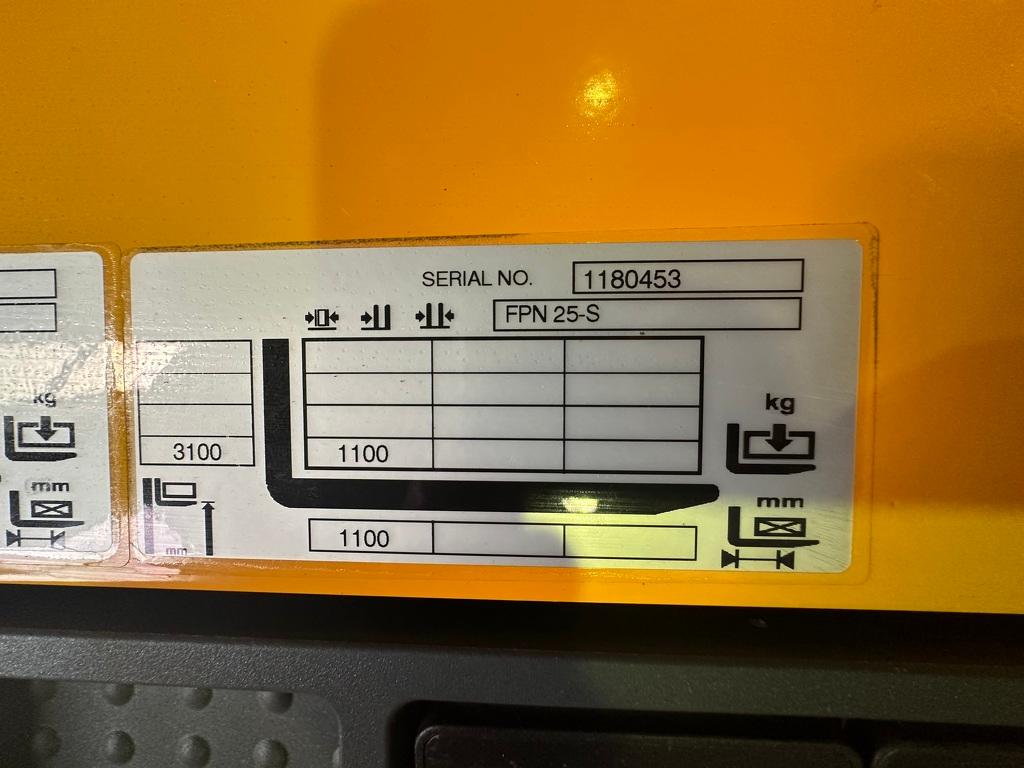 SERIAL NO. 1180453
FPN 25-S
kg
kg
3100 1100
mm
mm
1100
mm